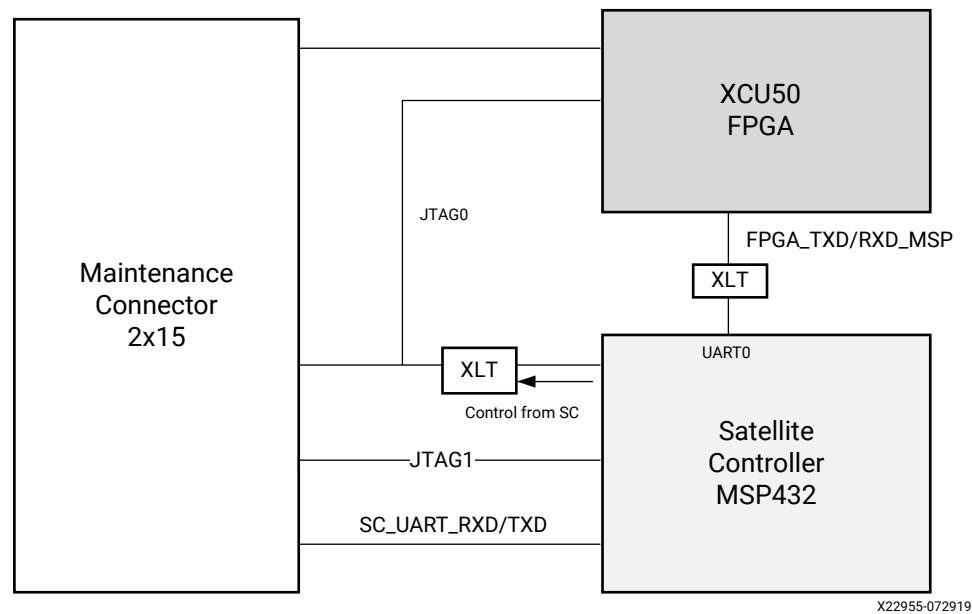 XCU50
FPGA
JTAG0
FPGA_TXD/RXD_MSP
XLT
Maintenance
Connector
2x15
UART0
XLT
Control from SC
Satellite
Controller
MSP432
JTAG1
SC_UART_RXD/TXD
X22955-072919